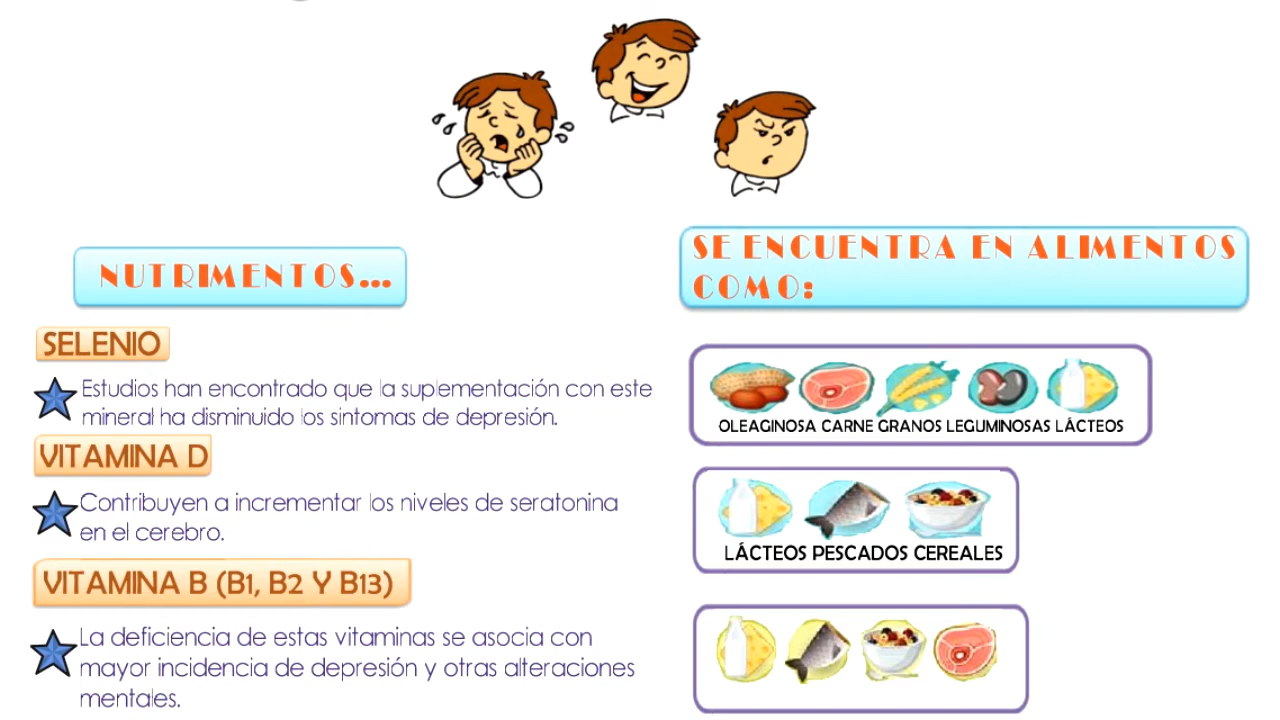 NUTRIMENTOS...
SE ENCUENTRA EN ALIMENTOS
COMO:
SELENIO
Estudios han encontrado que la suplementación con este
mineral ha disminuido los sintomas de depresión.
OLEAGINOSA CARNE GRANOS LEGUMINOSAS LÁCTEOS
VITAMINA D
Contribuyen a incrementar los niveles de seratonina
en el cerebro.
LÁCTEOS PESCADOS CEREALES
VITAMINA B (B1, B2 Y B13)
La deficiencia de estas vitaminas se asocia con
mayor incidencia de depresión y otras alteraciones
mentales.